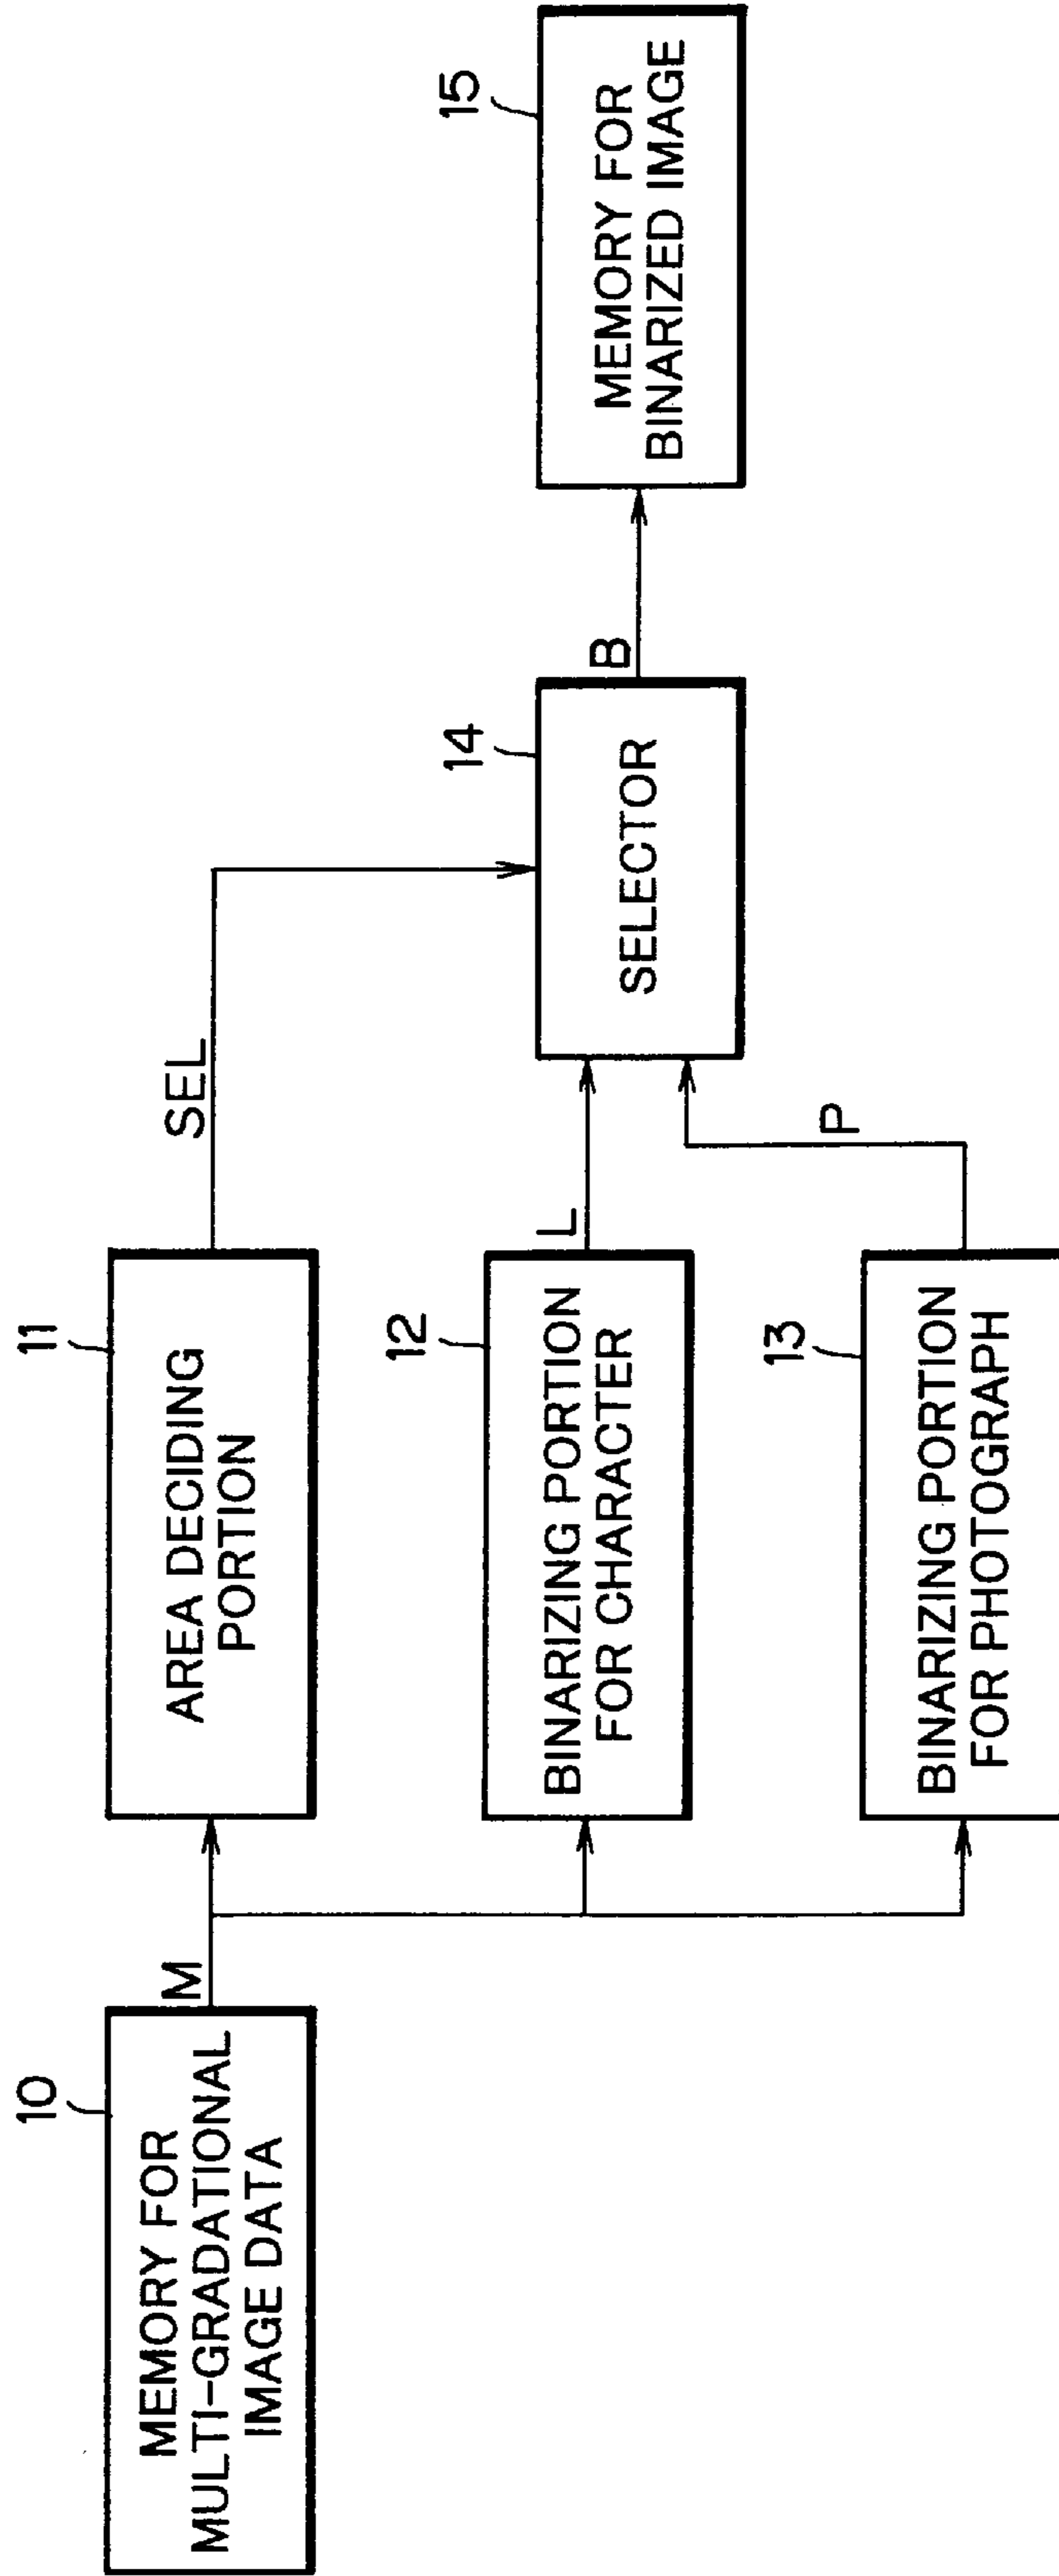 10
MEMORY FOR
MULTI-GRADATIONAL
IMAGE DATA
M
11
AREA DECIDING
PORTION
SEL
12
BINARIZING PORTION
FOR CHARACTER
L
13
BINARIZING PORTION
FOR PHOTOGRAPH
P
14
SELECTOR
B
15
MEMORY FOR
BINARIZED IMAGE